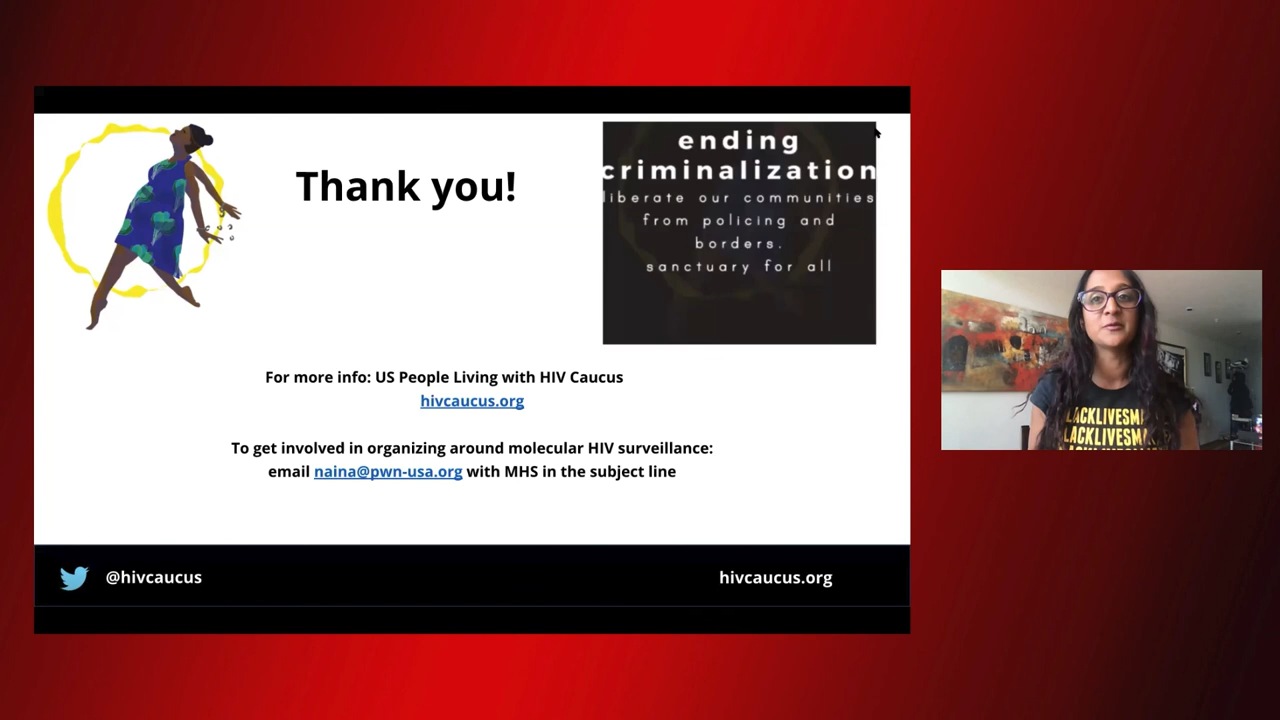 Thank you!
ending
criminalization
liberate our communities
from policing and
borders.
sanctuary for all
For more info: US People Living with HIV Caucus
hivcaucus.org
To get involved in organizing around molecular HIV surveillance:
email naina@pwn-usa.org with MHS in the subject line
@hivcaucus
hivcaucus.org
LACKLIVESM
LACKLIVESM